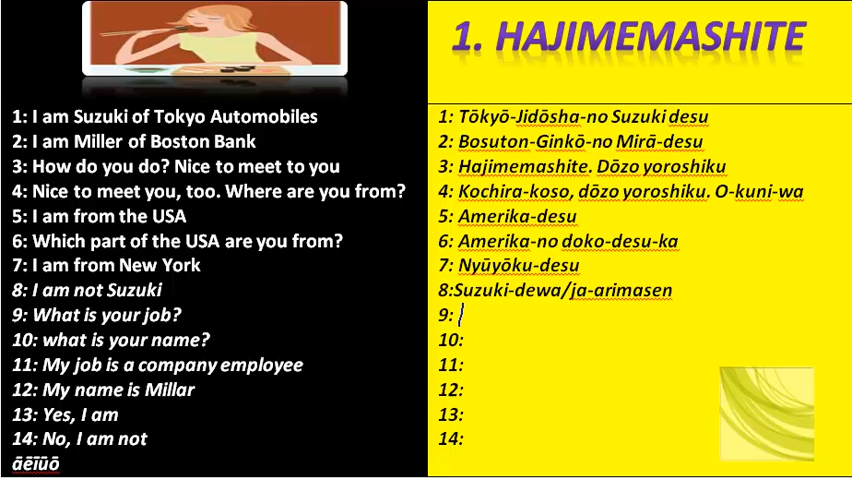 1. HAJIMEMASHITE
1: I am Suzuki of Tokyo Automobiles
2: I am Miller of Boston Bank
3: How do you do? Nice to meet to you
4: Nice to meet you, too. Where are you from?
5: I am from the USA
6: Which part of the USA are you from?
7: I am from New York
8: I am not Suzuki
9: What is your job?
10: what is your name?
11: My job is a company employee
12: My name is Millar
13: Yes, I am
14: No, I am not
āēīūō
1: Tōkyō-Jidōsha-no Suzuki desu
2: Bosuton-Ginkō-no Mirā-desu
3: Hajimemashite. Dōzo yoroshiku
4: Kochira-koso, dōzo yoroshiku. O-kuni-wa
5: Amerika-desu
6: Amerika-no doko-desu-ka
7: Nyūyōku-desu
8:Suzuki-dewa/ja-arimasen
9:
10:
11:
12:
13:
14: